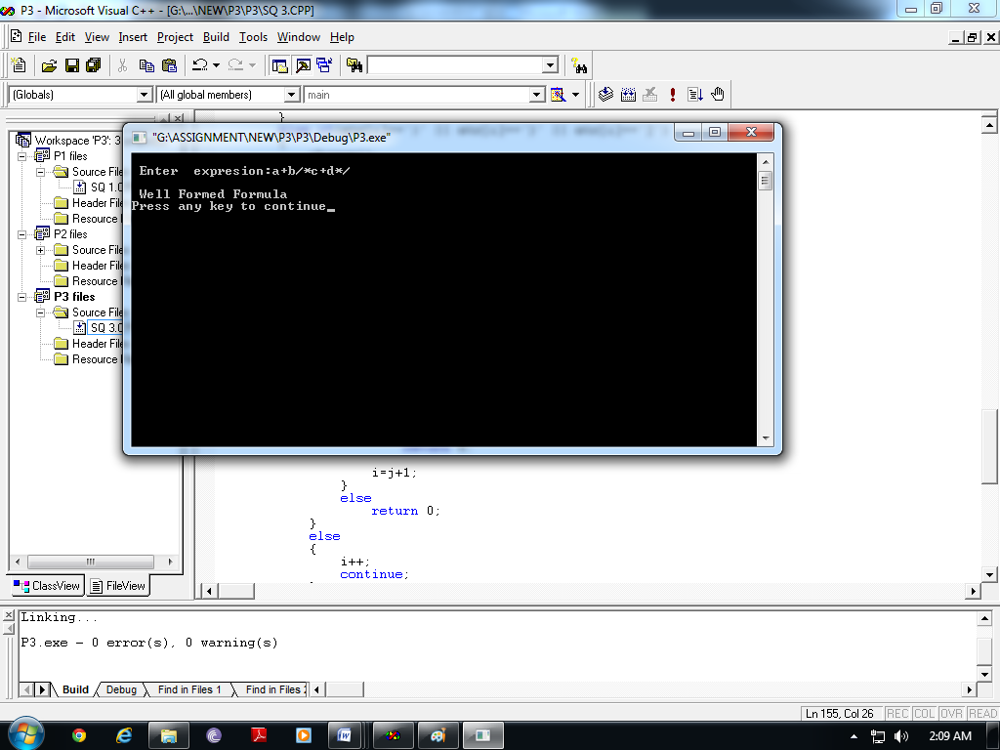 P3 - Microsoft Visual C++ - [G:\...\NEW\P3\P3\SQ 3.CPP]
File Edit View Insert Project Build Tools Window Help
(Globals) (All global members) main
}
"G:\ASSIGNMENT\NEW\P3\P3\Debug\P3.exe"
Enter expresion:a+b/*c+d*/
Well Formed Formula
Press any key to continue_
Workspace 'P3': 3
P1 files
Source File
SQ 1.C
Header File
Resource
P2 files
Source File
Header File
Resource
P3 files
Source File
SQ 3.C
Header File
Resource
i=j+1;
}
else
return 0;
}
else
{
i++;
continue;
ClassView FileView
Linking...
P3.exe - 0 error(s), 0 warning(s)
Build Debug Find in Files 1 Find in Files 2
Ln 155, Col 26 REC COL OVR READ
2:09 AM